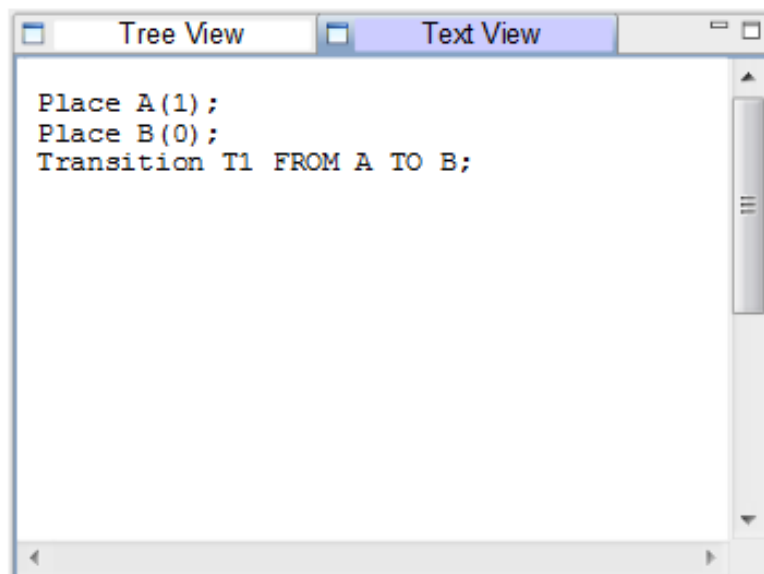 Tree View
Text View
Place A(1);
Place B(0);
Transition T1 FROM A TO B;